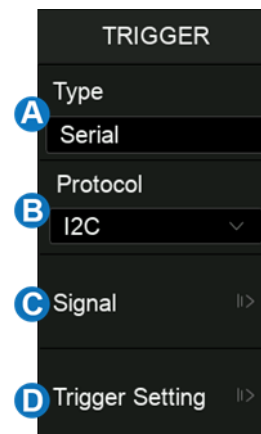 TRIGGER
Type
A
Serial
Protocol
B
I2C
C Signal
D Trigger Setting